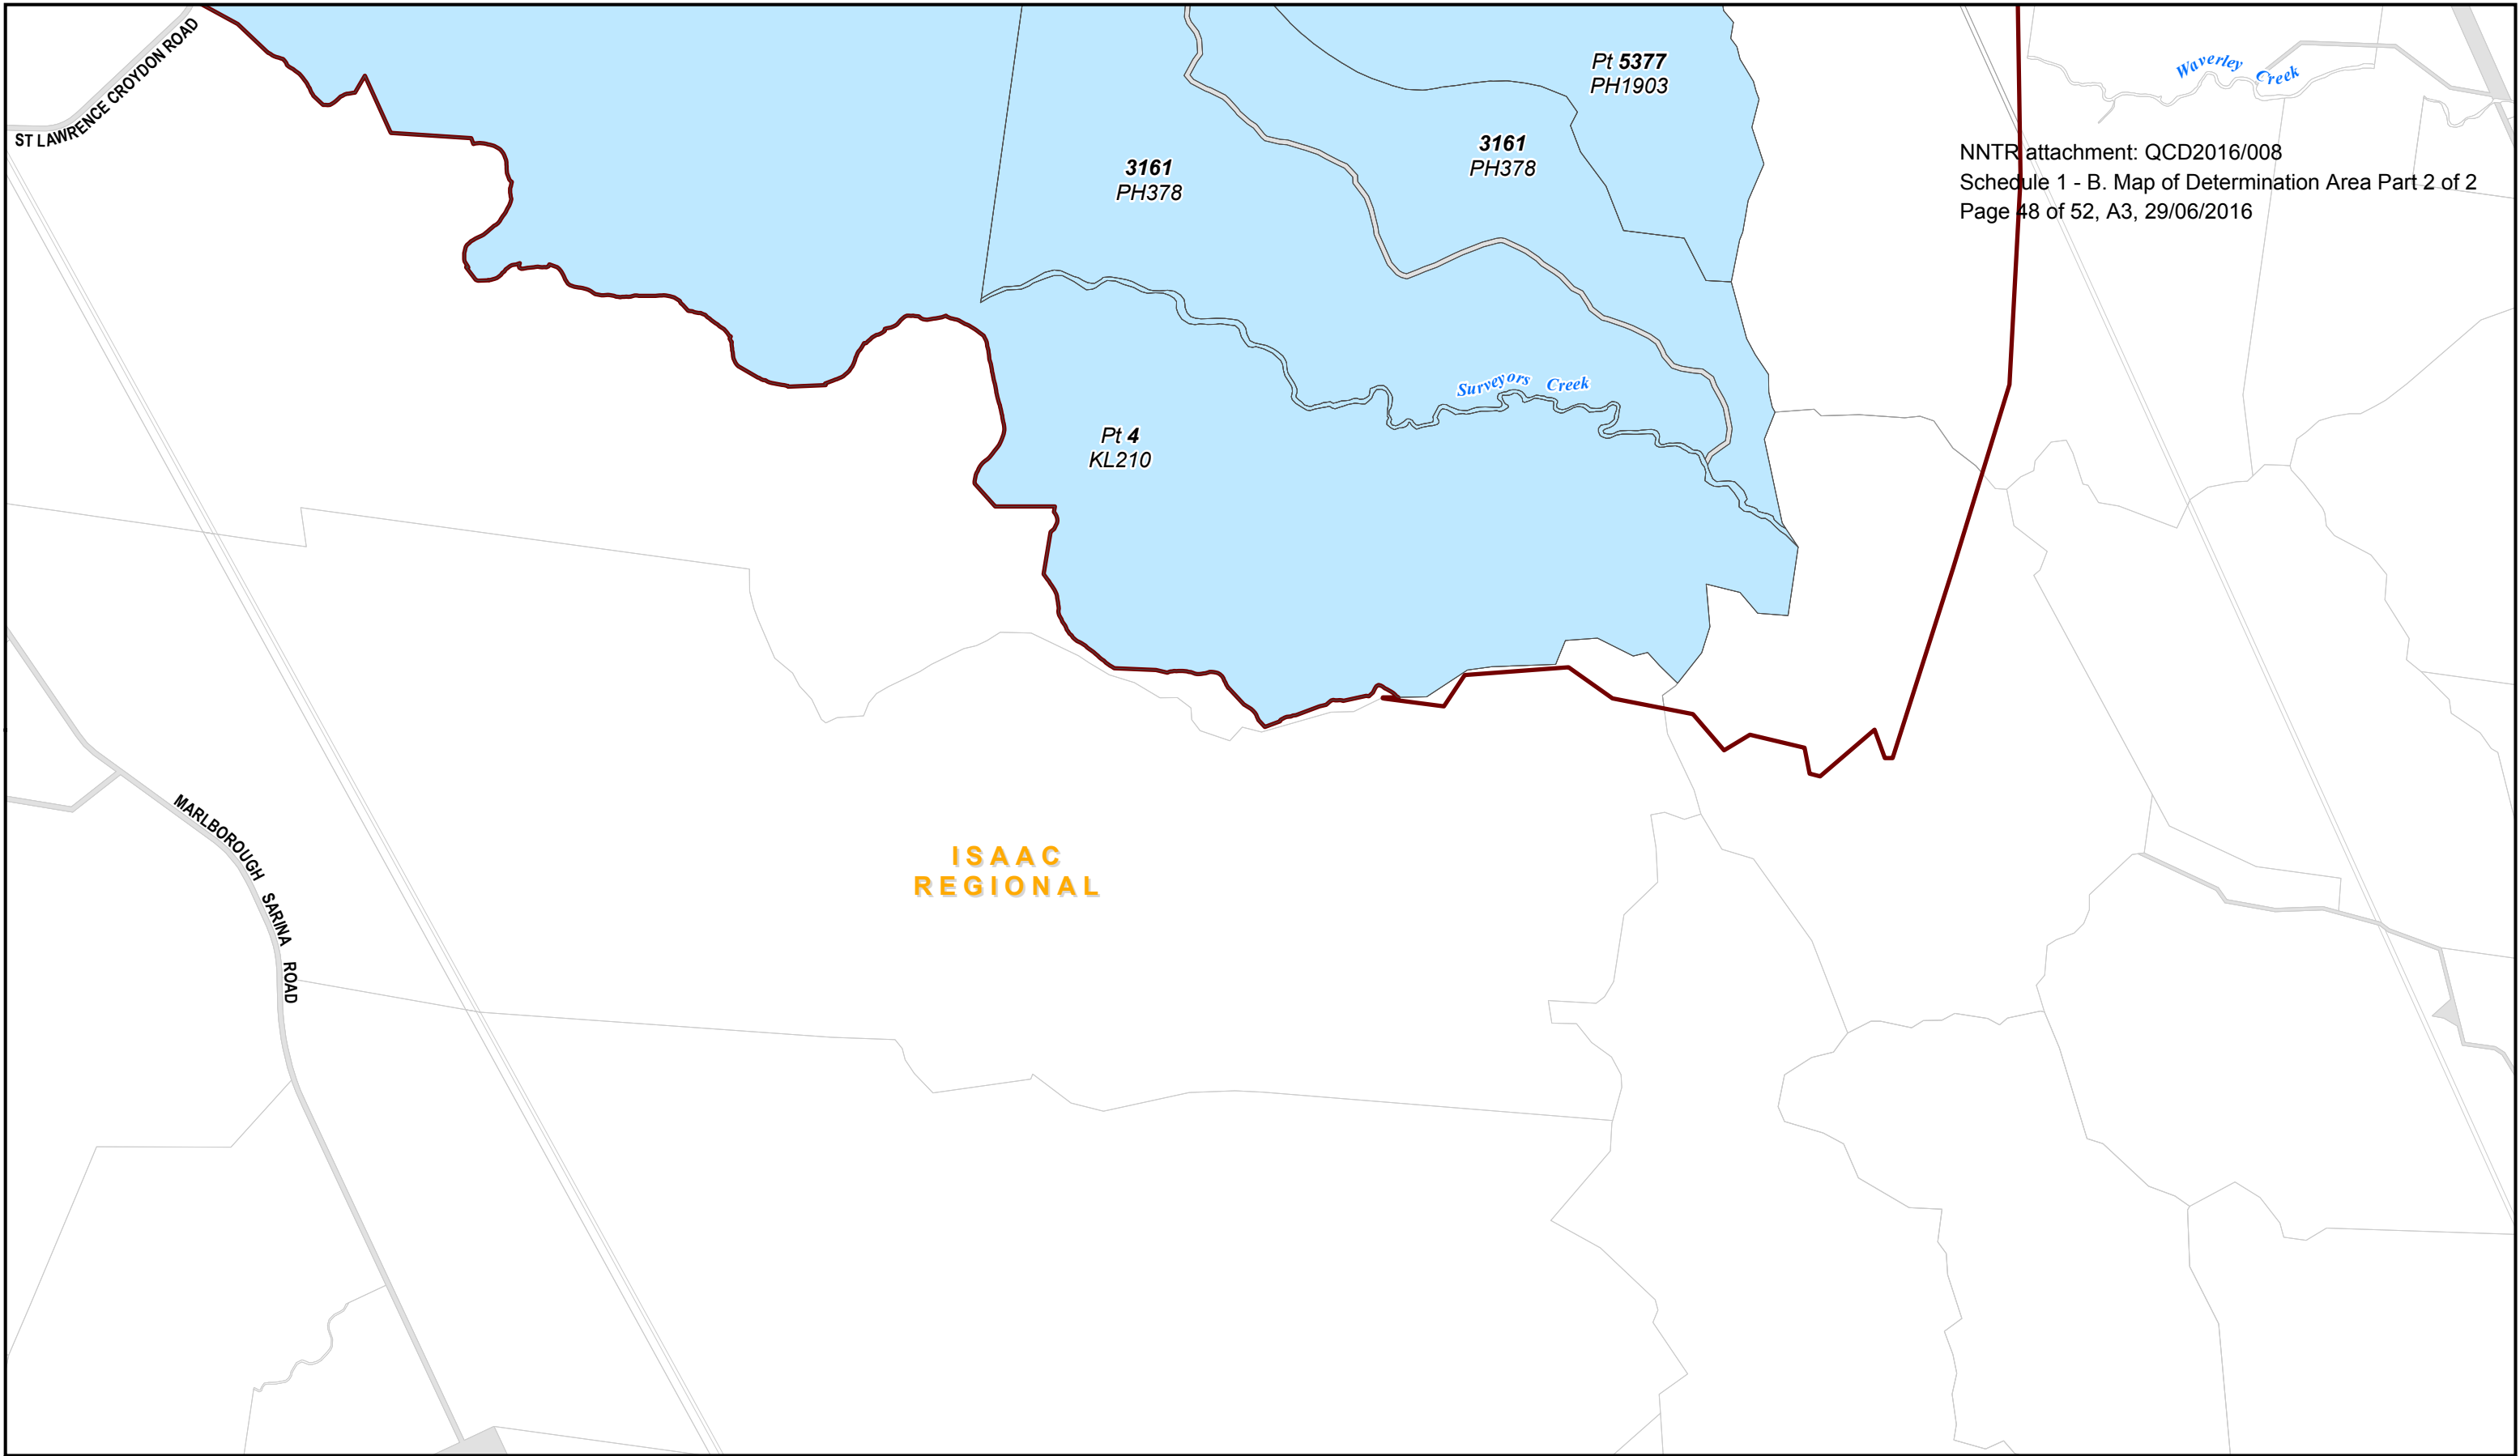 ST LAWRENCE CROYDON ROAD
Pt 5377
PH1903
Waverley Creek
3161
PH378
3161
PH378
NNTR attachment: QCD2016/008
Schedule 1 - B. Map of Determination Area Part 2 of 2
Page 48 of 52, A3, 29/06/2016
Surveyors Creek
Pt 4
KL210
MARLBOROUGH SARINA ROAD
ISAAC
REGIONAL